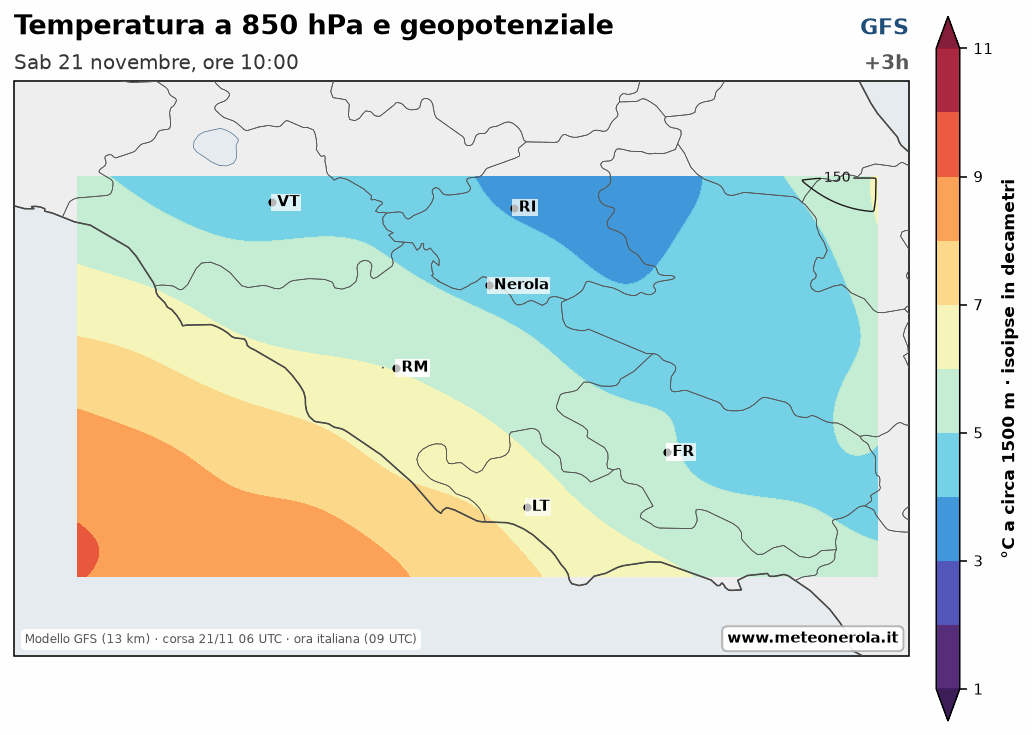 Temperatura a 850 hPa e geopotenziale
GFS
Sab 21 novembre, ore 10:00
+3h
11
9
7
5
3
1
°C a circa 1500 m · isoipse in decametri
150
VT
RI
Nerola
RM
FR
LT
Modello GFS (13 km) · corsa 21/11 06 UTC · ora italiana (09 UTC)
www.meteonerola.it